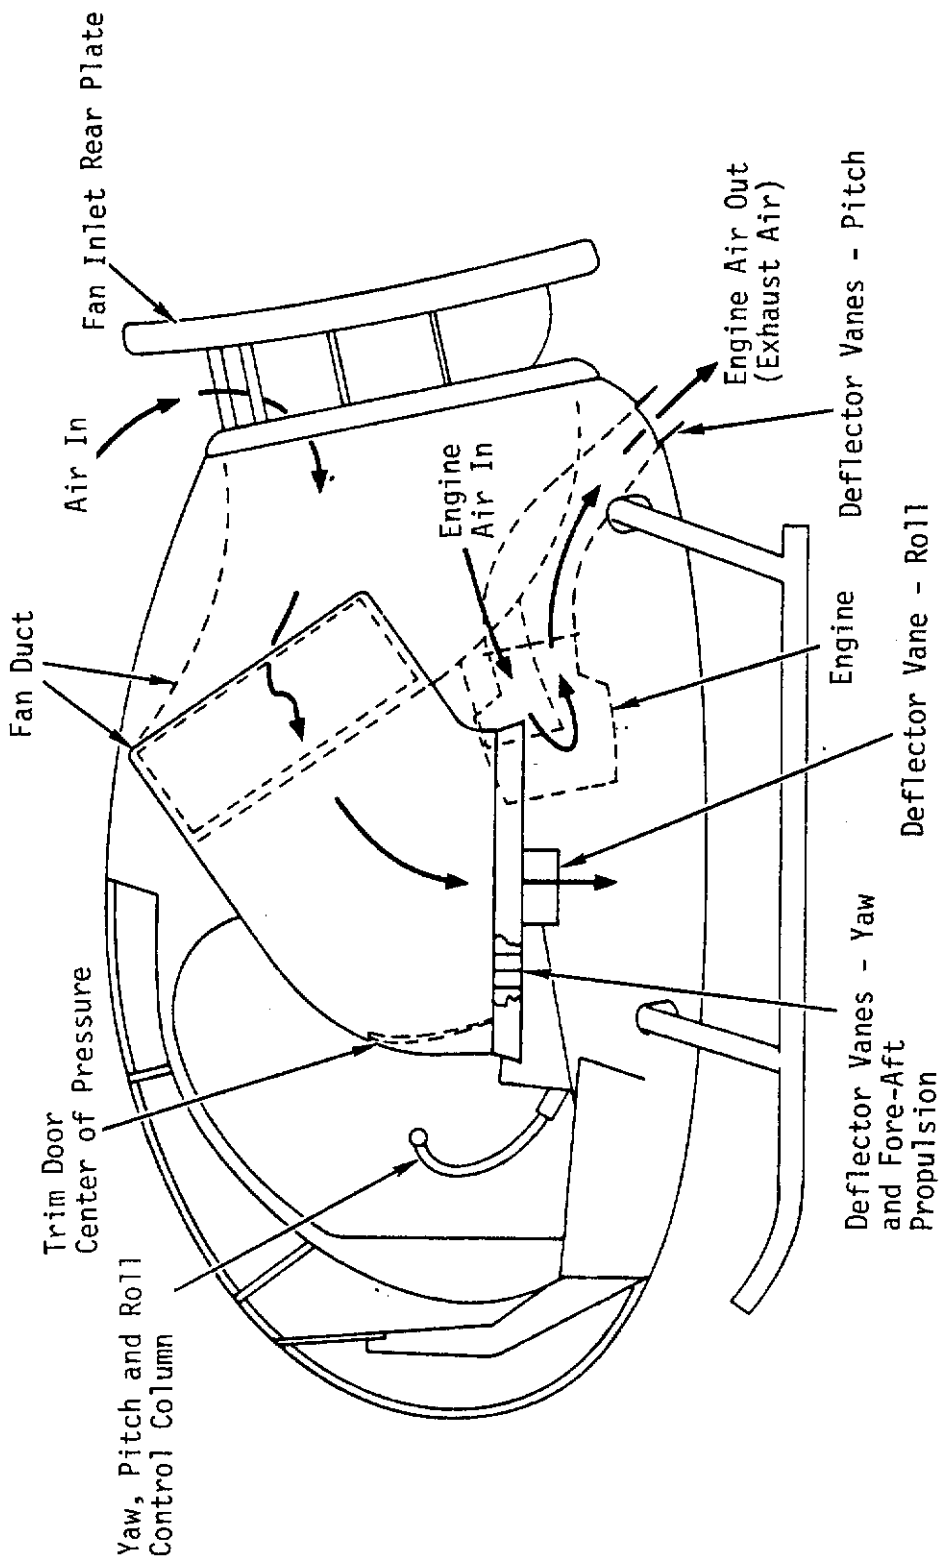 Yaw, Pitch and Roll
Control Column
Trim Door
Center of Pressure
Fan Duct
Air In
Fan Inlet Rear Plate
Engine
Air In
Engine Air Out
(Exhaust Air)
Deflector Vanes - Pitch
Engine
Deflector Vane - Roll
Deflector Vanes - Yaw
and Fore-Aft
Propulsion